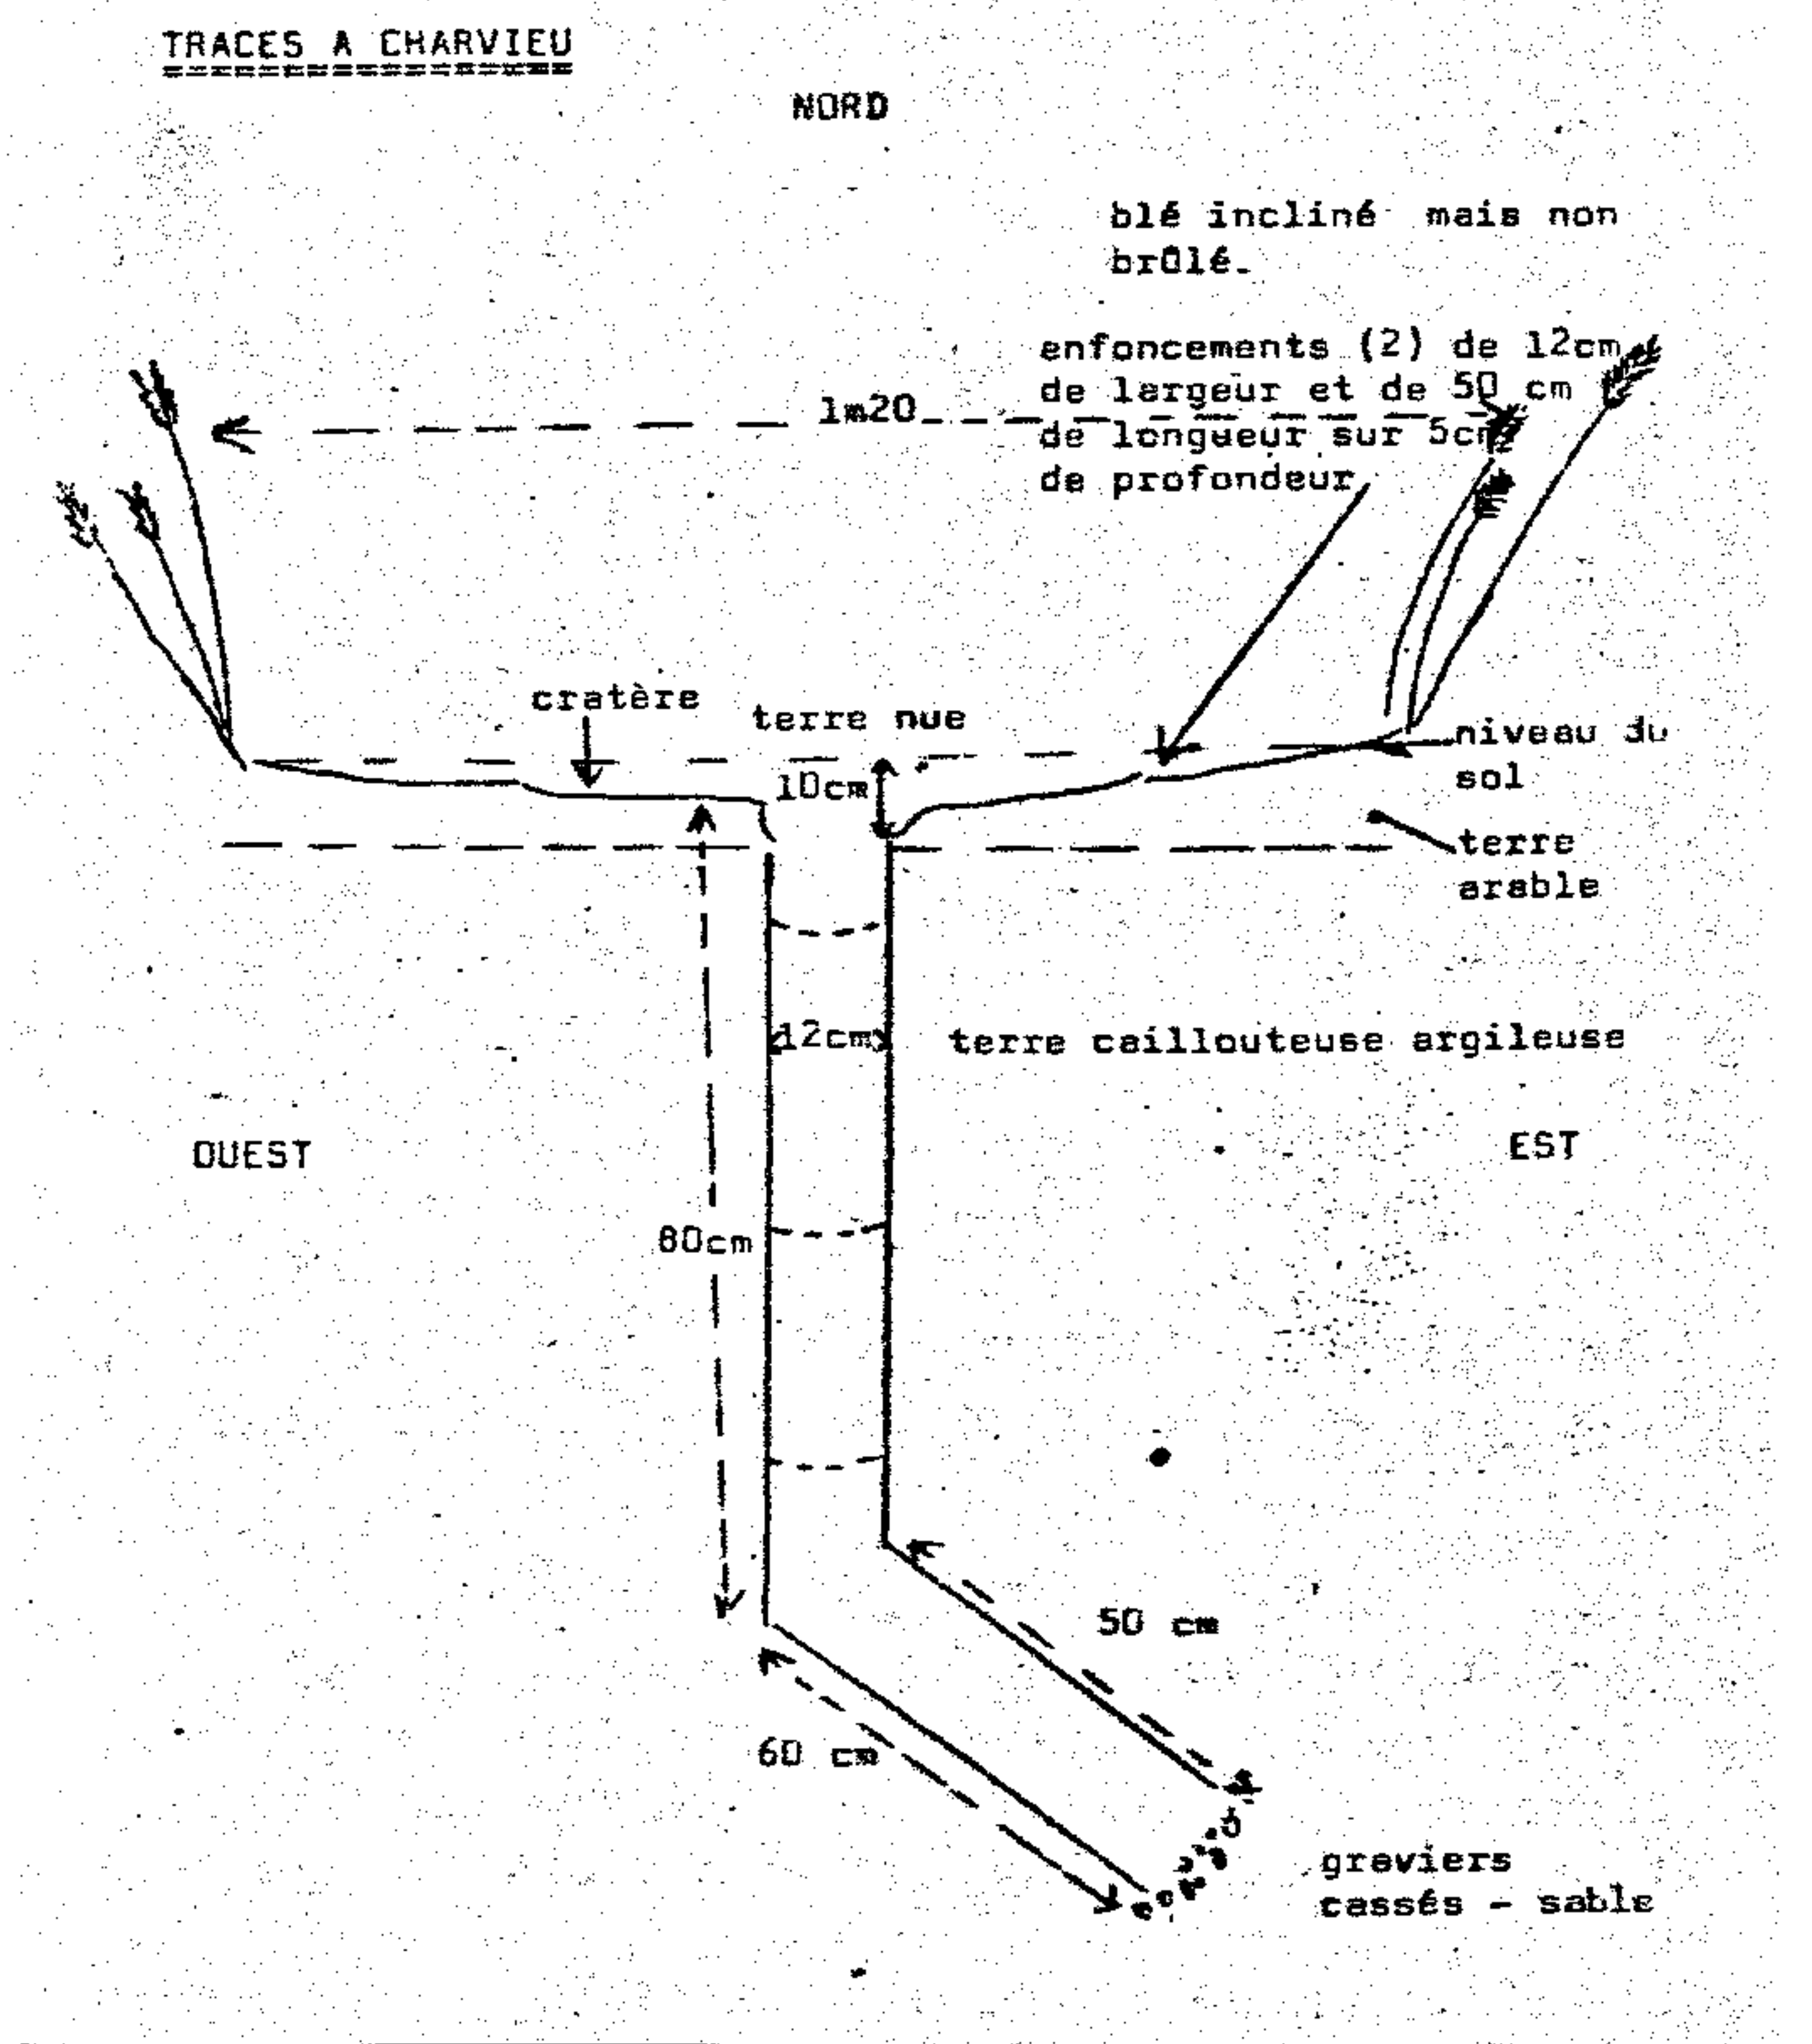 TRACES A CHARVIEU
NORD
blé incliné mais non
brûlé.
enfoncements (2) de 12cm
de largeur et de 50 cm
1m20
de longueur sur 5cm
de profondeur
cratère
terre nue
niveau du
sol
10cm
terre
arable
12cm
terre caillouteuse argileuse
OUEST
EST
80cm
50 cm
60 cm
graviers
cassés - sable